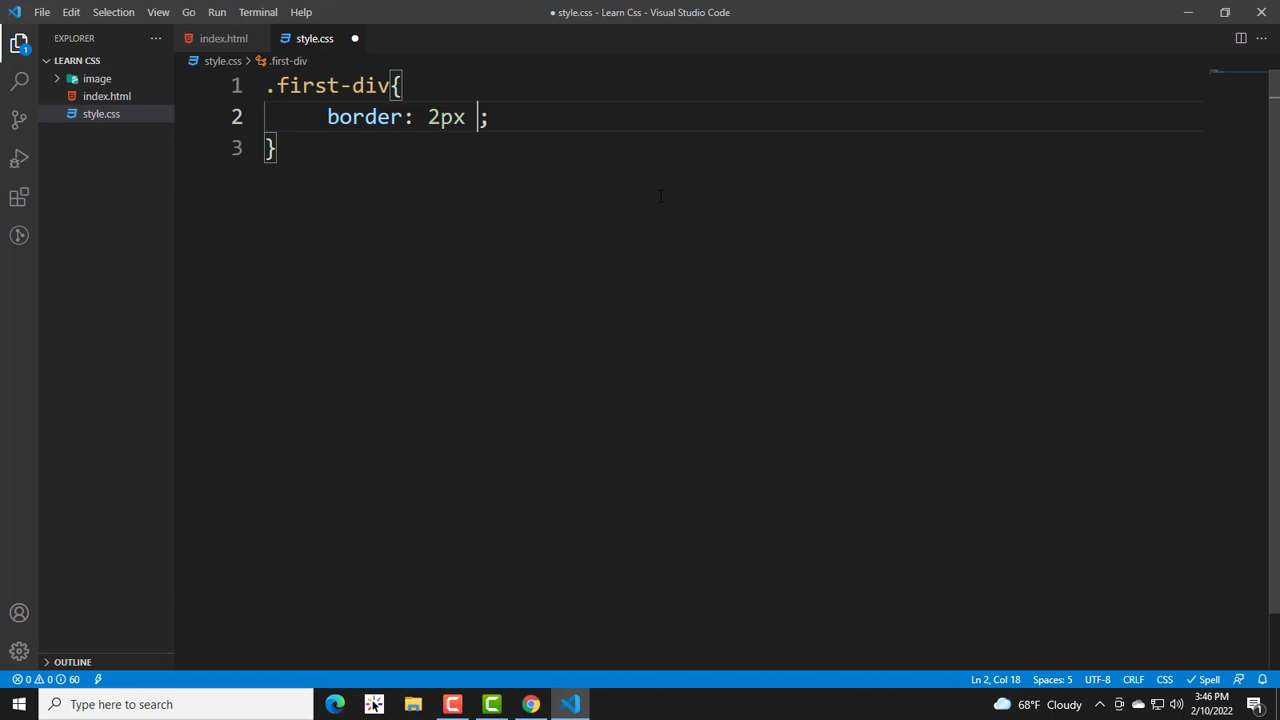 File Edit Selection View Go Run Terminal Help
● style.css - Learn Css - Visual Studio Code
EXPLORER ...
index.html
style.css ●
LEARN CSS
style.css > .first-div
image
index.html
style.css
1 .first-div{
2 border: 2px ;
3 }
OUTLINE
0 0 60
Ln 2, Col 18 Spaces: 5 UTF-8 CRLF CSS Spell
Type here to search
68°F Cloudy
3:46 PM
2/10/2022
1
1